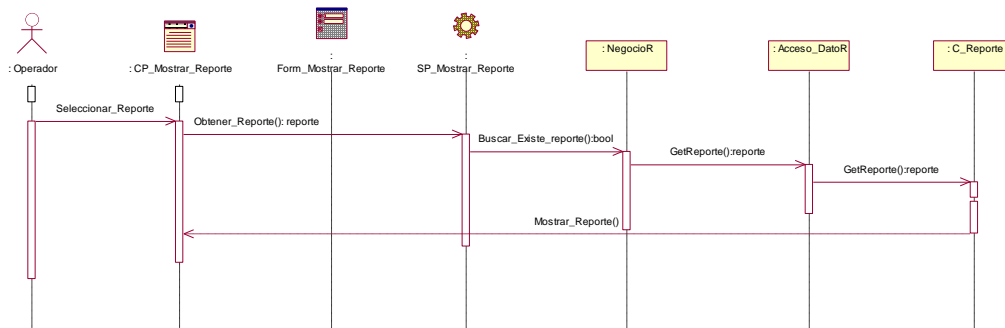 : Operador
: CP_Mostrar_Reporte
:
Form_Mostrar_Reporte
:
SP_Mostrar_Reporte
: NegocioR
: Acceso_DatoR
: C_Reporte
Seleccionar_Reporte
Obtener_Reporte(): reporte
Buscar_Existe_reporte():bool
GetReporte():reporte
GetReporte():reporte
Mostrar_Reporte()